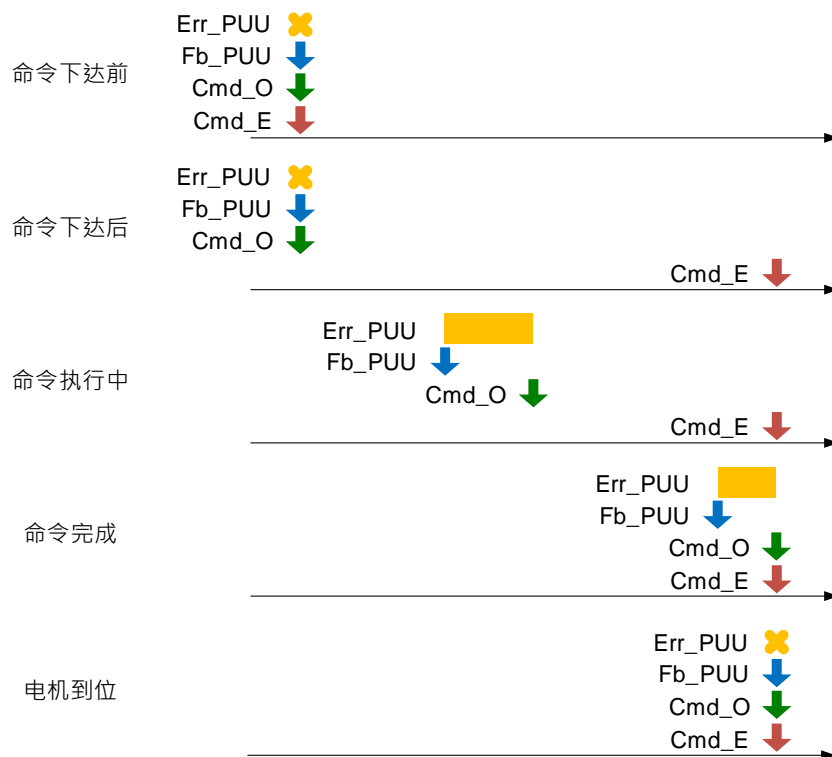 Err_PUU
Fb_PUU
命令下达前
Cmd_O
Cmd_E
Err_PUU
Fb_PUU
命令下达后
Cmd_O
Cmd_E
Err_PUU
Fb_PUU
命令执行中
Cmd_O
Cmd_E
Err_PUU
Fb_PUU
命令完成
Cmd_O
Cmd_E
Err_PUU
Fb_PUU
电机到位
Cmd_O
Cmd_E